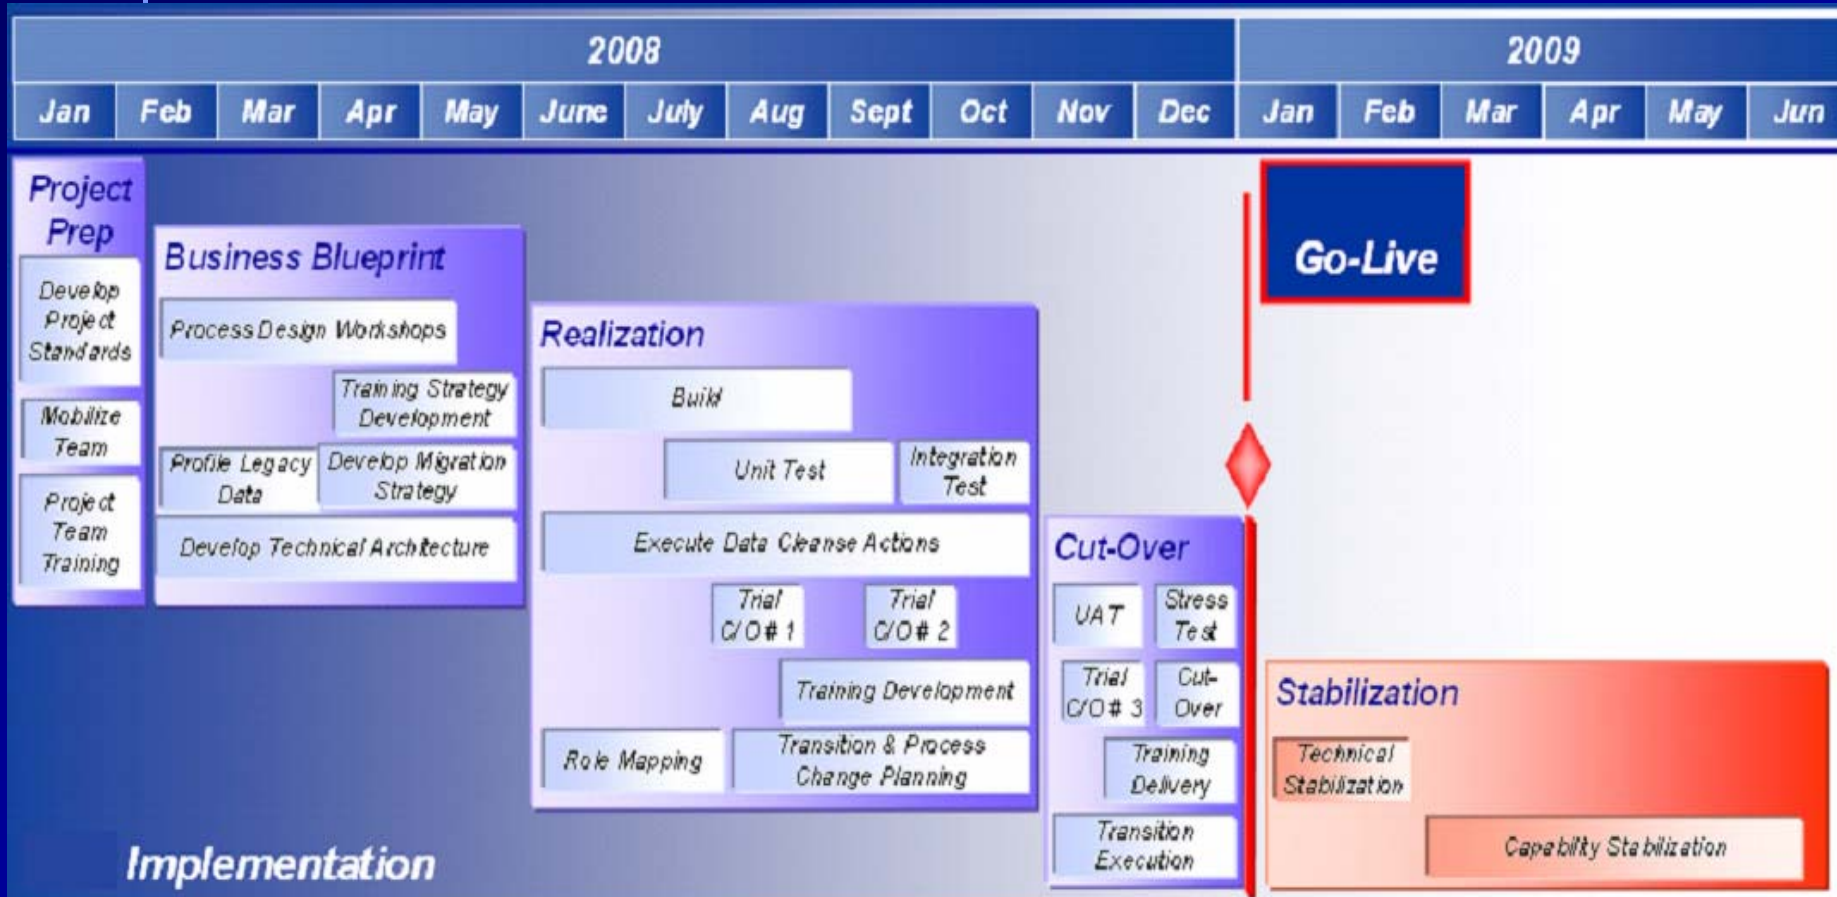 2008
2009
Jan
Feb
Mar
Apr
May
June
July
Aug
Sept
Oct
Nov
Dec
Jan
Feb
Mar
Apr
May
Jun
Project
Prep
Develop
Project
Standards
Mobilize
Team
Project
Team
Training
Business Blueprint
Process Design Workshops
Training Strategy
Development
Profile Legacy
Data
Develop Migration
Strategy
Develop Technical Architecture
Realization
Build
Unit Test
Integration
Test
Execute Data Cleanse Actions
Trial
C/O# 1
Trial
C/O# 2
Training Development
Role Mapping
Transition & Process
Change Planning
Cut-Over
UAT
Stress
Test
Trial
C/O# 3
Cut-
Over
Training
Delivery
Transition
Execution
Go-Live
Stabilization
Technical
Stabilization
Capability Stabilization
Implementation